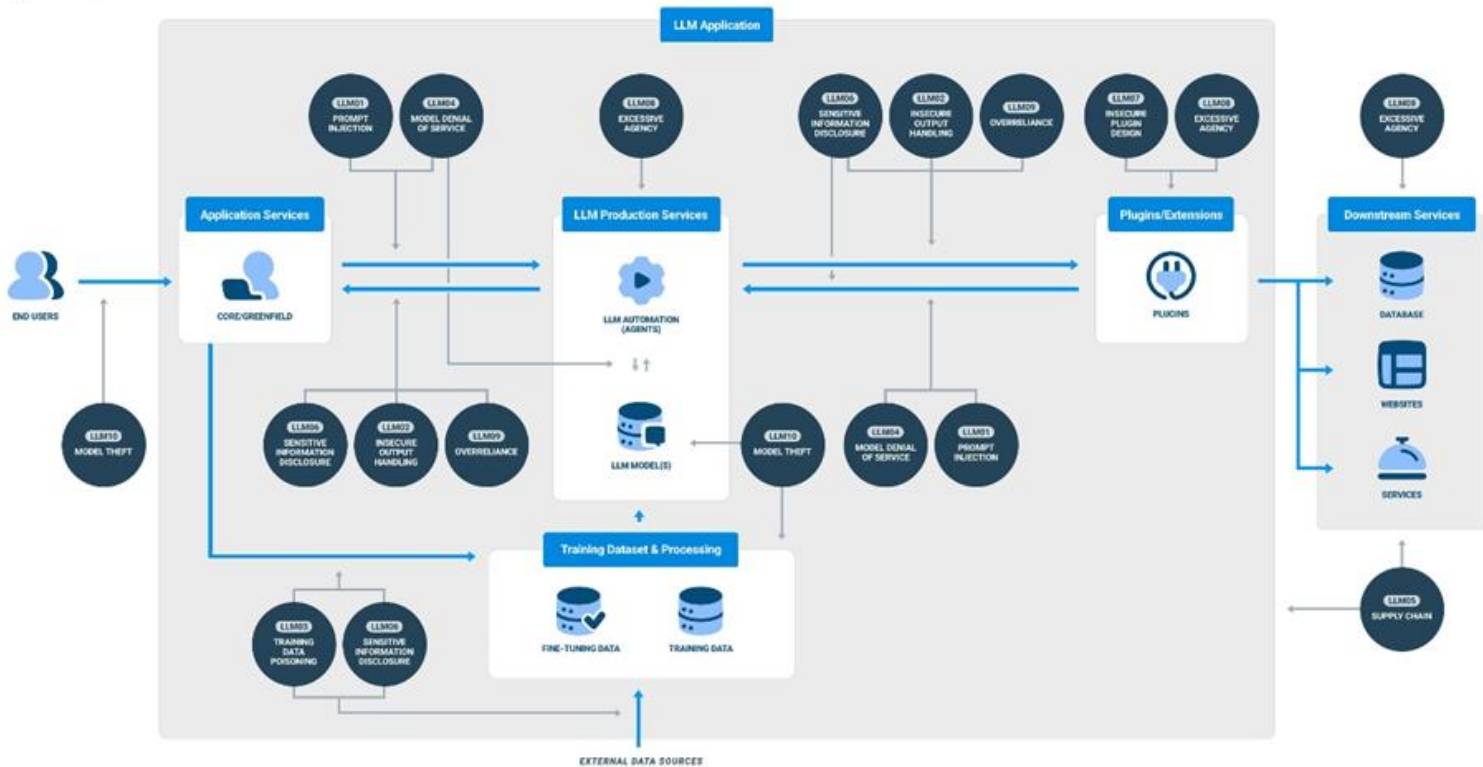 LLM Application
LLM01
PROMPT
INJECTION
LLM04
MODEL DENIAL
OF SERVICE
LLM08
EXCESSIVE
AGENCY
LLM06
SENSITIVE
INFORMATION
DISCLOSURE
LLM02
INSECURE
OUTPUT
HANDLING
LLM09
OVERRELIANCE
LLM07
INSECURE
PLUGIN
DESIGN
LLM08
EXCESSIVE
AGENCY
LLM08
EXCESSIVE
AGENCY
Application Services
LLM Production Services
Plugins/Extensions
Downstream Services
END USERS
CORE/GREENFIELD
LLM AUTOMATION
(AGENTS)
PLUGINS
DATABASE
WEBSITES
SERVICES
LLM10
MODEL THEFT
LLM06
SENSITIVE
INFORMATION
DISCLOSURE
LLM02
INSECURE
OUTPUT
HANDLING
LLM09
OVERRELIANCE
LLM MODEL(S)
LLM10
MODEL THEFT
LLM04
MODEL DENIAL
OF SERVICE
LLM01
PROMPT
INJECTION
Training Dataset & Processing
FINE-TUNING DATA
TRAINING DATA
LLM03
TRAINING
DATA
POISONING
LLM06
SENSITIVE
INFORMATION
DISCLOSURE
LLM05
SUPPLY CHAIN
EXTERNAL DATA SOURCES